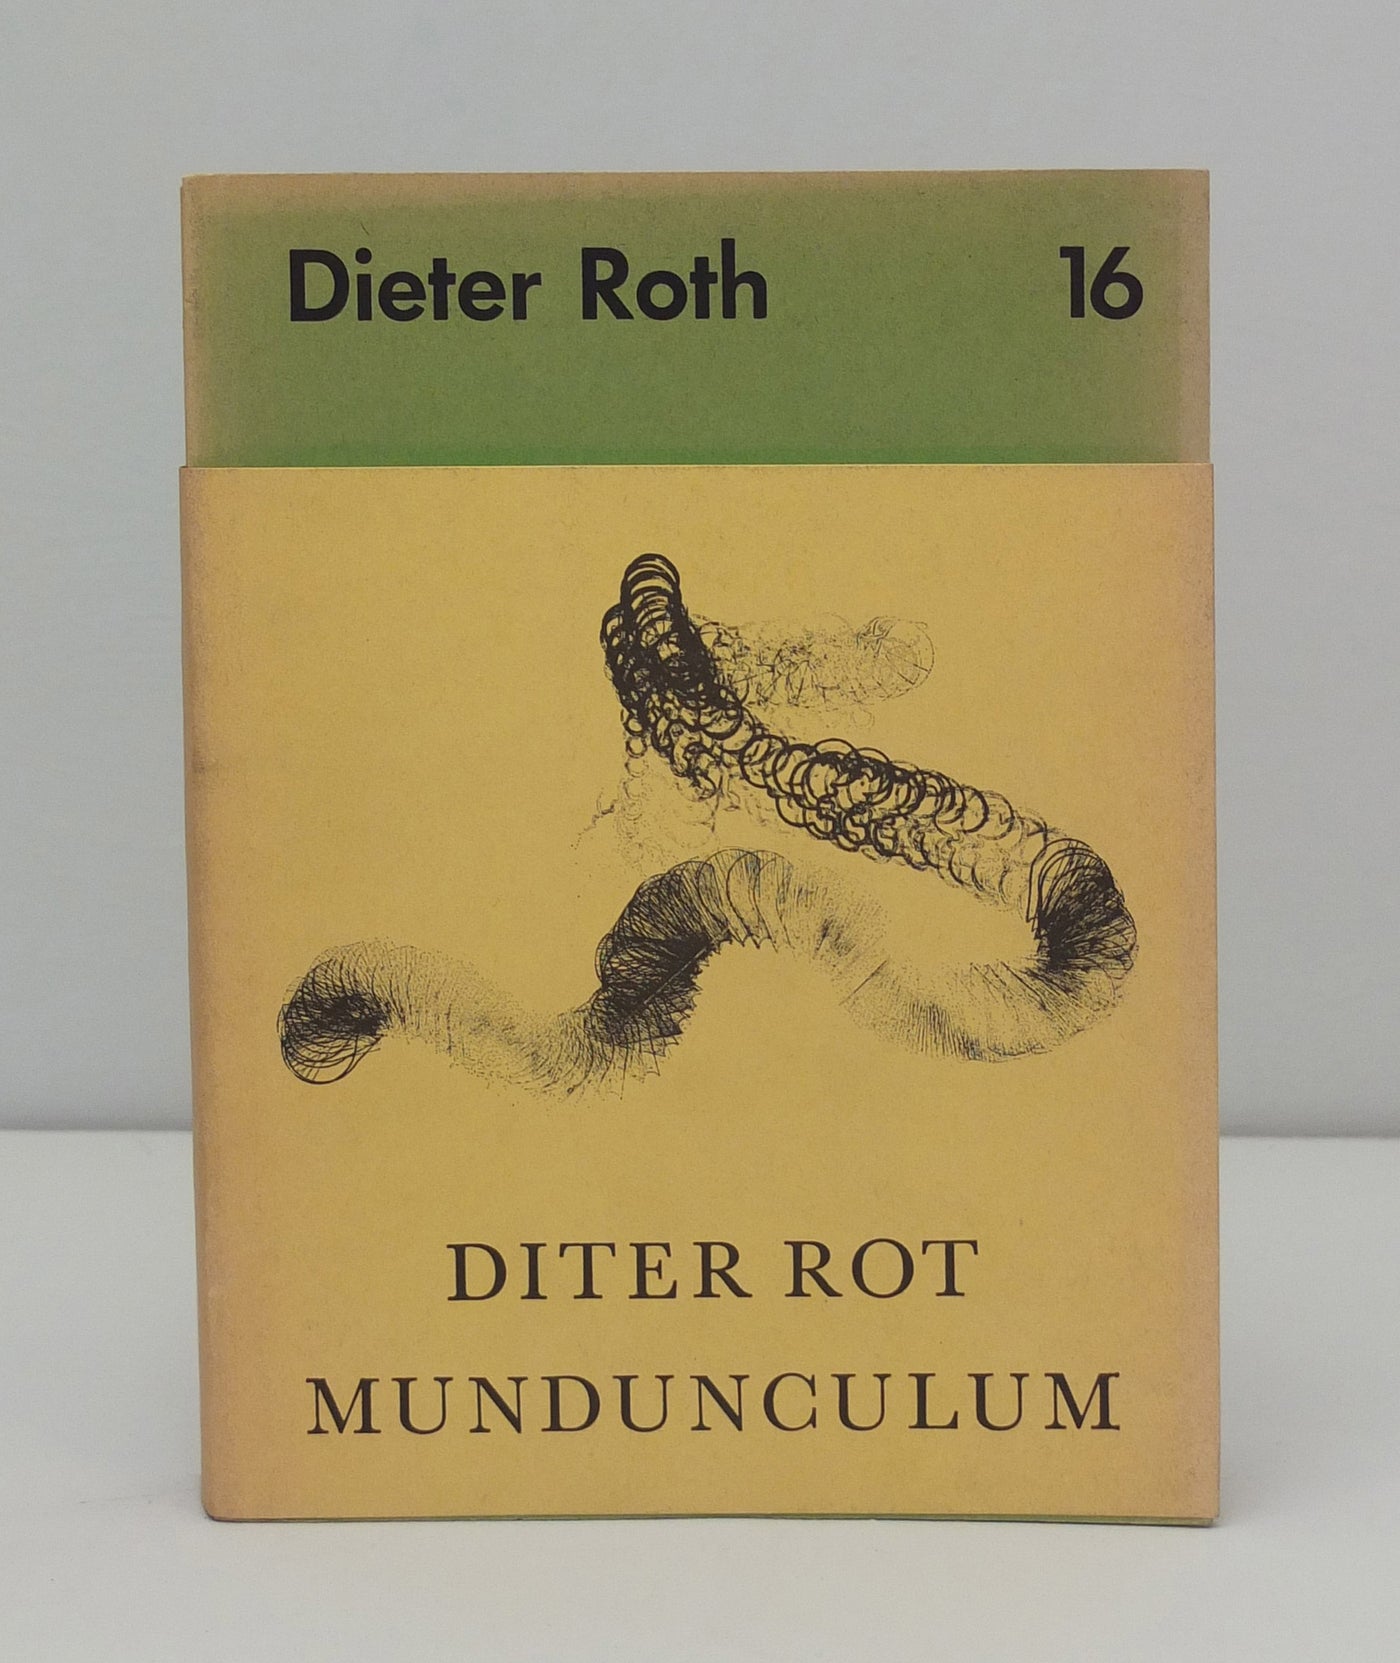 Dieter Roth 16
DITER ROT
MUNDUNCULUM